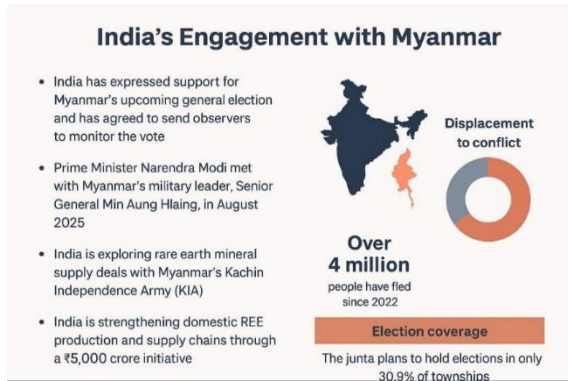 India's Engagement with Myanmar
• India has expressed support for
Myanmar's upcoming general election
and has agreed to send observers
to monitor the vote
• Prime Minister Narendra Modi met
with Myanmar's military leader, Senior
General Min Aung Hlaing, in August
2025
• India is exploring rare earth mineral
supply deals with Myanmar's Kachin
Independence Army (KIA)
• India is strengthening domestic REE
production and supply chains through
a ₹5,000 crore initiative
Displacement
to conflict
Over
4 million
people have fled
since 2022
Election coverage
The junta plans to hold elections in only
30.9% of townships